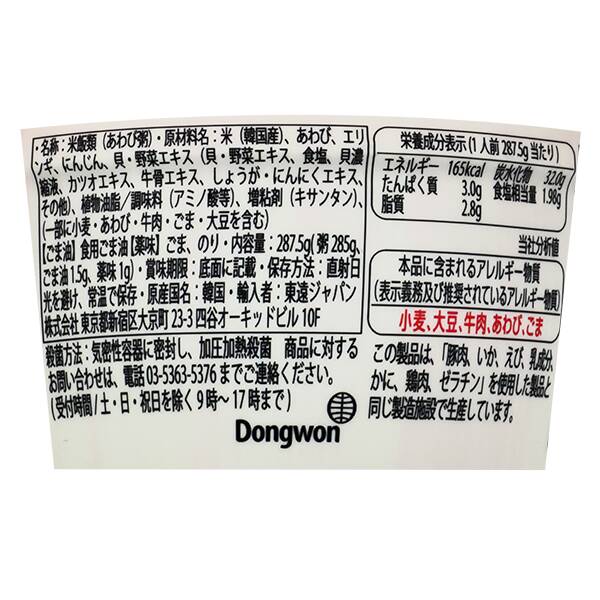 ・名称：米飯類（あわび粥）・原材料名：米（韓国産）、あわび、エリ
ンギ、にんじん、貝・野菜エキス（貝・野菜エキス、食塩、貝濃
縮液、カツオエキス、牛骨エキス、しょうが・にんにくエキス、
その他）、植物油脂/調味料（アミノ酸等）、増粘剤（キサンタン）、
（一部に小麦・あわび・牛肉・ごま・大豆を含む）
【ごま油】食用ごま油【薬味】ごま、のり・内容量：287.5g(粥285g、
ごま油1.5g、薬味1g)・賞味期限：底面に記載・保存方法：直射日
光を避け、常温で保存・原産国名：韓国・輸入者：東遠ジャパン
株式会社 東京都新宿区大京町23-3 四谷オーキッドビル10F
殺菌方法：気密性容器に密封し、加圧加熱殺菌 商品に対する
お問い合わせは、電話03-5363-5376までご連絡ください。
（受付時間/土・日・祝日を除く9時～17時まで）
Dongwon
栄養成分表示(1人前287.5g当たり)
エネルギー 165kcal 炭水化物 32.0g
たんぱく質 3.0g 食塩相当量 1.98g
脂質 2.8g
当社分析値
本品に含まれるアレルギー物質
(表示義務及び推奨されているアレルギー物質)
小麦、大豆、牛肉、あわび、ごま
この製品は、「豚肉、いか、えび、乳成分、
かに、鶏肉、ゼラチン」を使用した製品と
同じ製造施設で生産しています。